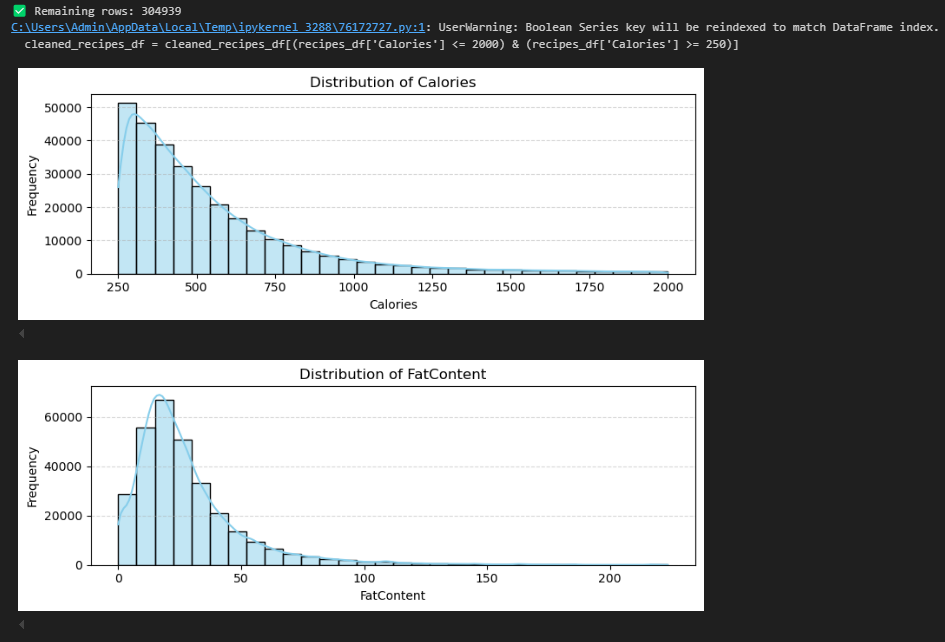 ✅ Remaining rows: 304939
C:\Users\Admin\AppData\Local\Temp\ipykernel_3288\76172727.py:1: UserWarning: Boolean Series key will be reindexed to match DataFrame index.
cleaned_recipes_df = cleaned_recipes_df[(recipes_df['Calories'] <= 2000) & (recipes_df['Calories'] >= 250)]
Distribution of Calories
50000
40000
30000
20000
10000
0
Frequency
250 500 750 1000 1250 1500 1750 2000
Calories
Distribution of FatContent
60000
40000
20000
0
Frequency
0 50 100 150 200
FatContent